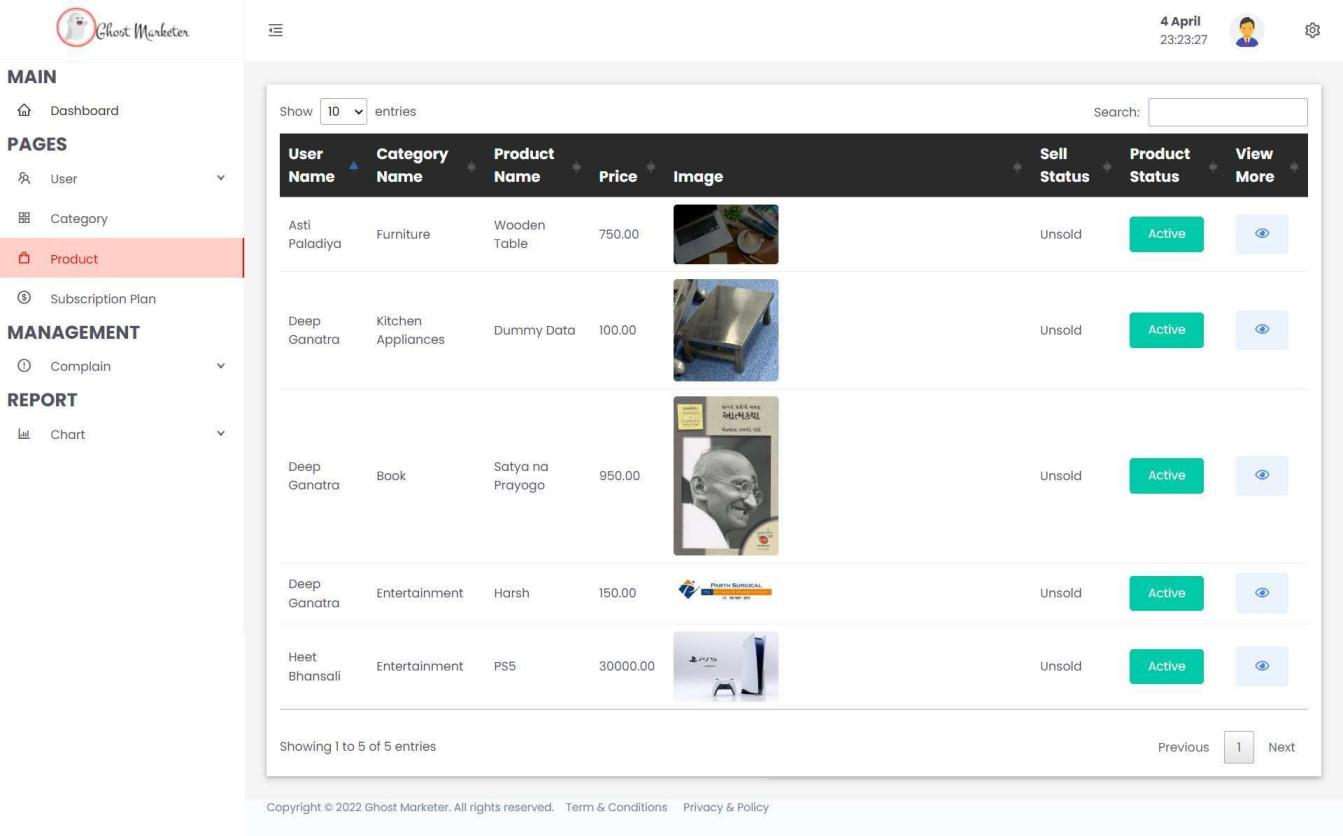 Ghost Marketer
4 April
23:23:27
MAIN
Dashboard
PAGES
User
Category
Product
Subscription Plan
MANAGEMENT
Complain
REPORT
Chart
Show 10 entries
Search:
User Name Category Name Product Name Price Image Sell Status Product Status View More
Asti Paladiya Furniture Wooden Table 750.00 Unsold Active
Deep Ganatra Kitchen Appliances Dummy Data 100.00 Unsold Active
Deep Ganatra Book Satya na Prayogo 950.00 Unsold Active
આત્મકથા
Deep Ganatra Entertainment Harsh 150.00 Unsold Active
PARTH SURGICAL
Heet Bhansali Entertainment PS5 30000.00 Unsold Active
PS5
Showing 1 to 5 of 5 entries
Previous 1 Next
Copyright © 2022 Ghost Marketer. All rights reserved. Term & Conditions Privacy & Policy